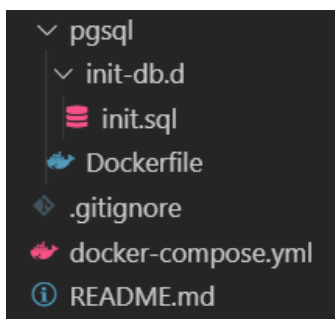 pgsql
init-db.d
init.sql
Dockerfile
.gitignore
docker-compose.yml
README.md